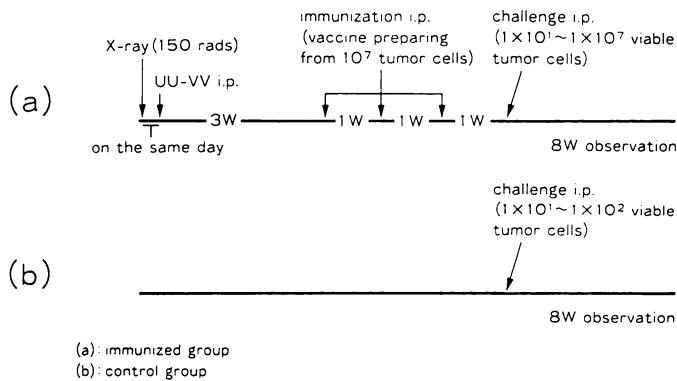 immunization i.p.
(vaccine preparing
from 10⁷ tumor cells)
challenge i.p.
(1×10¹~1×10⁷ viable
tumor cells)
X-ray (150 rads)
UU-VV i.p.
(a)
3W
1W
1W
1W
on the same day
8W observation
challenge i.p.
(1×10¹~1×10² viable
tumor cells)
(b)
8W observation
(a): immunized group
(b): control group